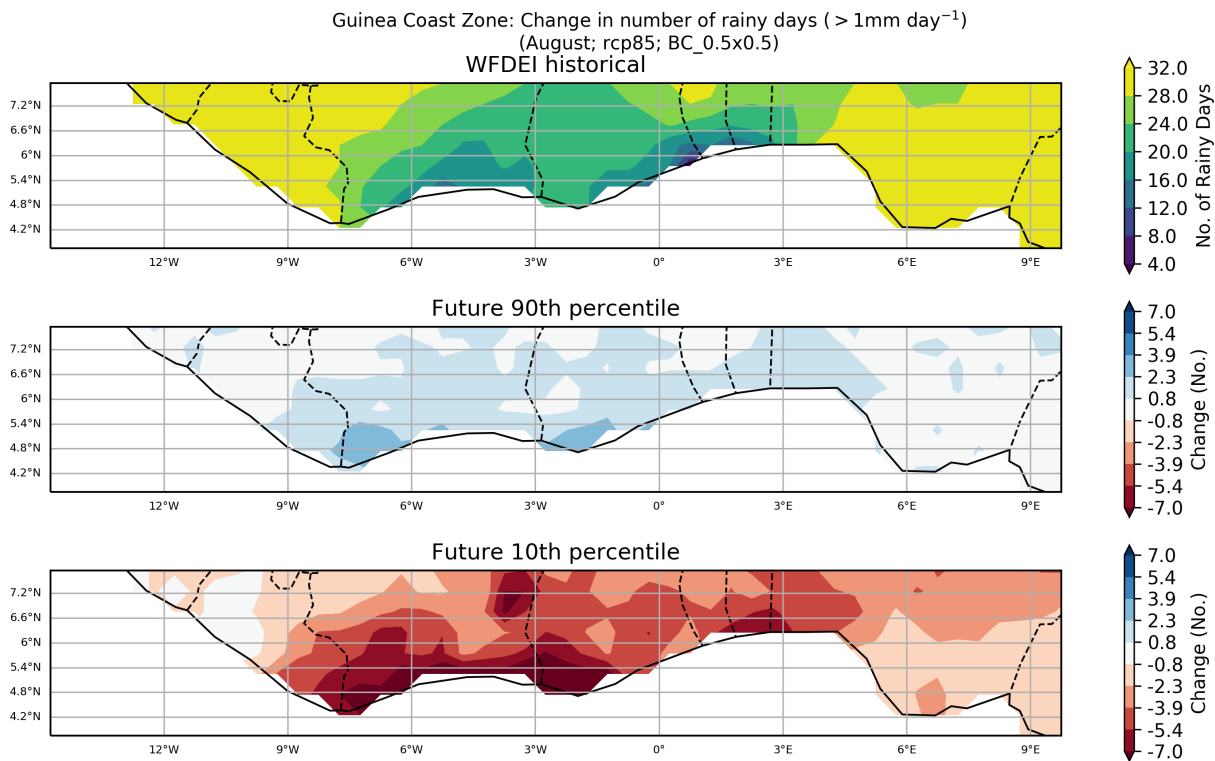 Guinea Coast Zone: Change in number of rainy days (>1mm day⁻¹)
(August; rcp85; BC_0.5x0.5)
WFDEI historical
7.2°N
6.6°N
6°N
5.4°N
4.8°N
4.2°N
12°W 9°W 6°W 3°W 0° 3°E 6°E 9°E
32.0
28.0
24.0
20.0
16.0
12.0
8.0
4.0
No. of Rainy Days
Future 90th percentile
7.2°N
6.6°N
6°N
5.4°N
4.8°N
4.2°N
12°W 9°W 6°W 3°W 0° 3°E 6°E 9°E
7.0
5.4
3.9
2.3
0.8
-0.8
-2.3
-3.9
-5.4
-7.0
Change (No.)
Future 10th percentile
7.2°N
6.6°N
6°N
5.4°N
4.8°N
4.2°N
12°W 9°W 6°W 3°W 0° 3°E 6°E 9°E
7.0
5.4
3.9
2.3
0.8
-0.8
-2.3
-3.9
-5.4
-7.0
Change (No.)